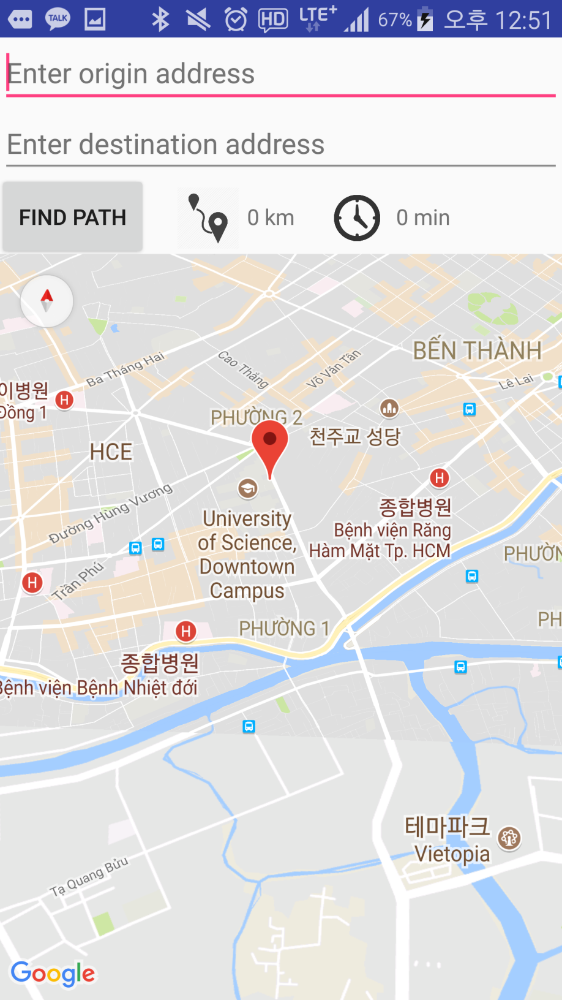 TALK
HD
LTE+
67%
오후 12:51
Enter origin address
Enter destination address
FIND PATH
0 km
0 min
BẾN THÀNH
Ba Tháng Hai
Cao Thắng
Võ Văn Tần
Lê Lai
이병원
Đồng 1
H
PHƯỜNG 2
천주교 성당
HCE
H
종합병원
Bệnh viện Răng
Hàm Mặt Tp. HCM
Đường Hùng Vương
University
of Science,
Downtown
Campus
PHƯỜN
H
Trần Phú
PHƯỜNG 1
PH
H
종합병원
Bệnh viện Bệnh Nhiệt đới
테마파크
Vietopia
Tạ Quang Bửu
Google